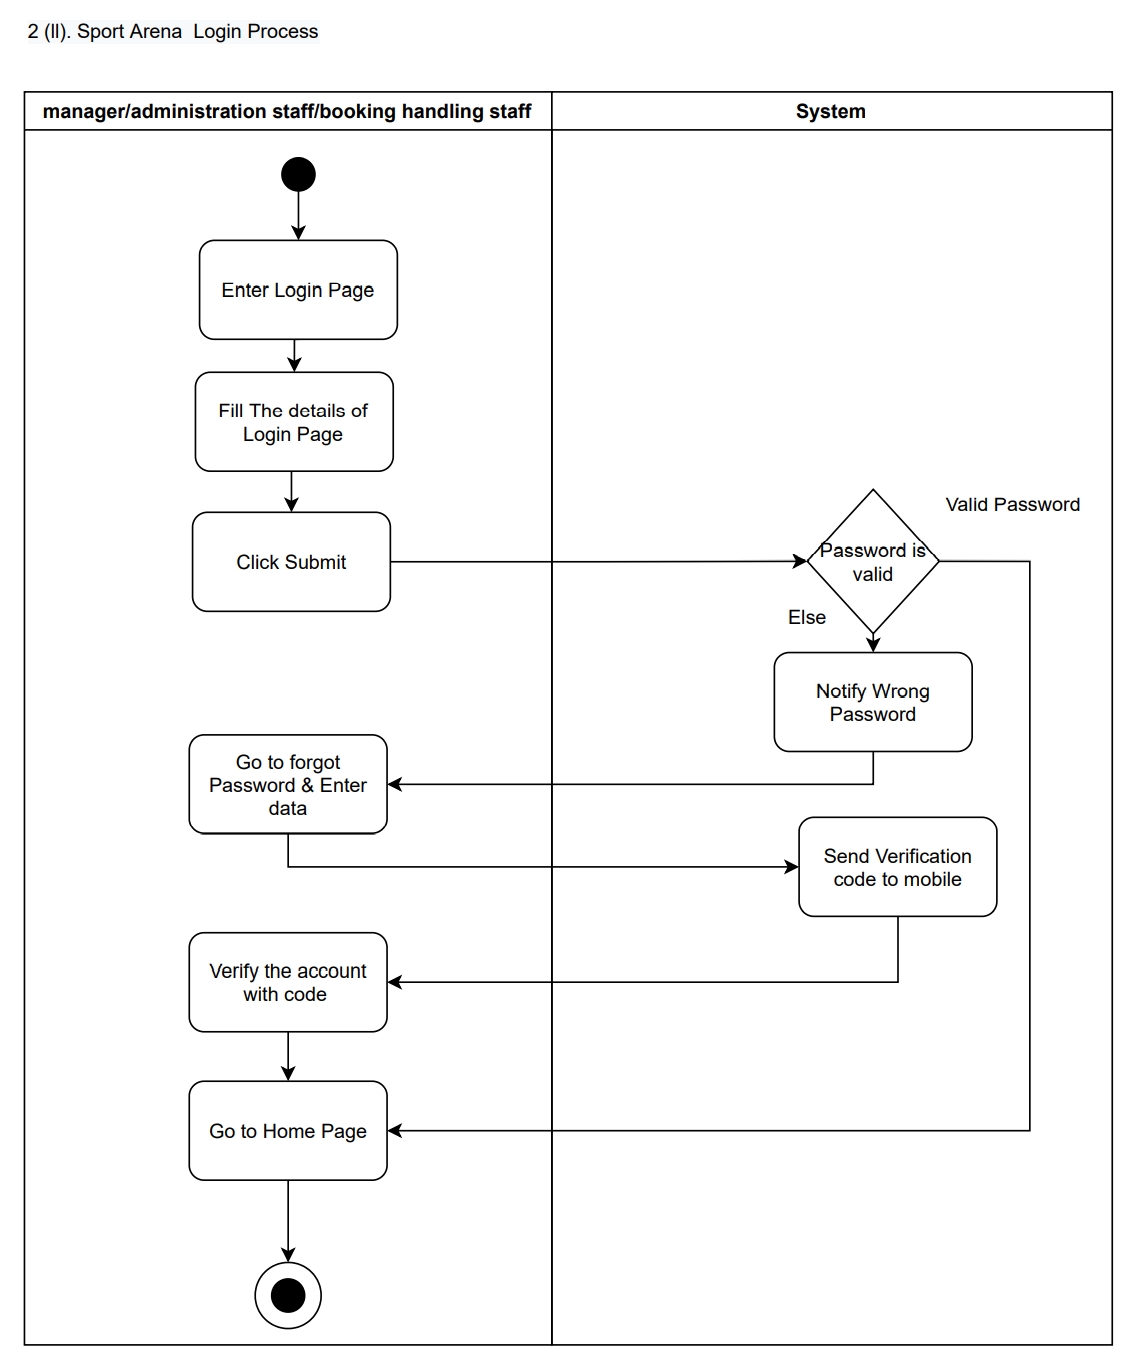 2 (II). Sport Arena  Login Process
manager/administration staff/booking handling staff
System
Enter Login Page
Fill The details of
Login Page
Click Submit
Valid Password
Password is
valid
Else
Notify Wrong
Password
Go to forgot
Password & Enter
data
Send Verification
code to mobile
Verify the account
with code
Go to Home Page